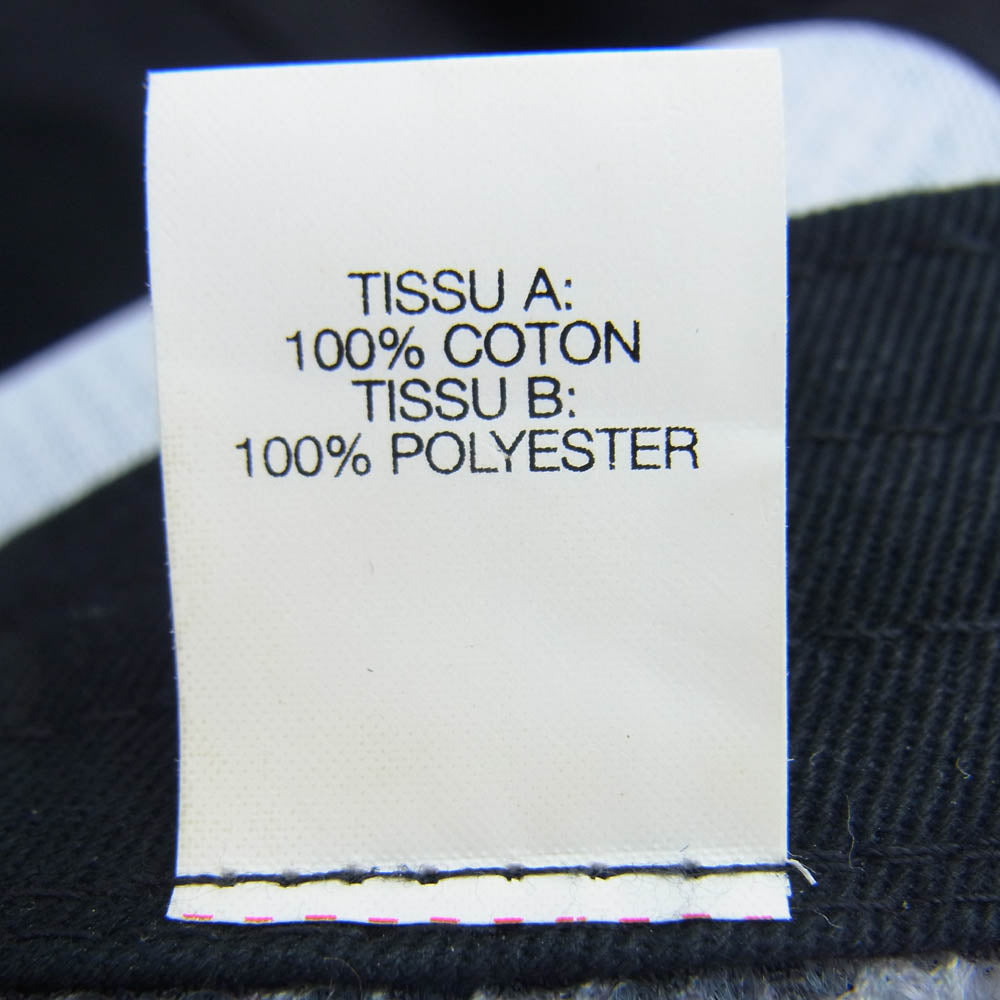 TISSU A:
100% COTON
TISSU B:
100% POLYESTER